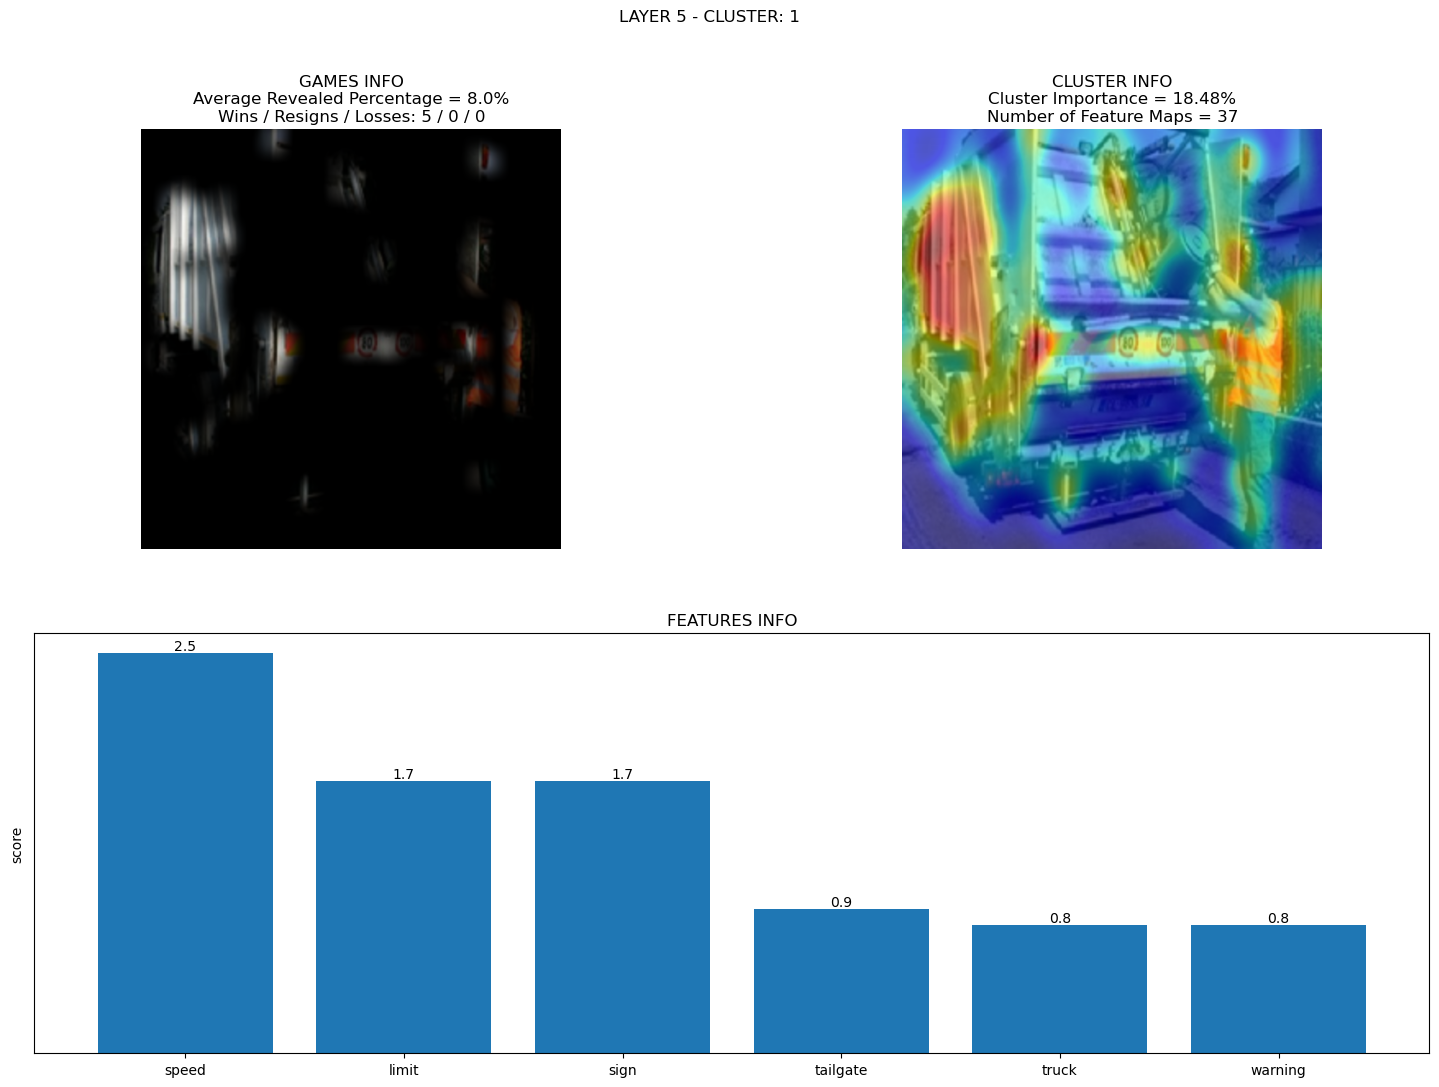 LAYER 5 - CLUSTER: 1
GAMES INFO
Average Revealed Percentage = 8.0%
Wins / Resigns / Losses: 5 / 0 / 0
CLUSTER INFO
Cluster Importance = 18.48%
Number of Feature Maps = 37
80
FEATURES INFO
score
2.5
1.7
1.7
0.9
0.8
0.8
speed
limit
sign
tailgate
truck
warning